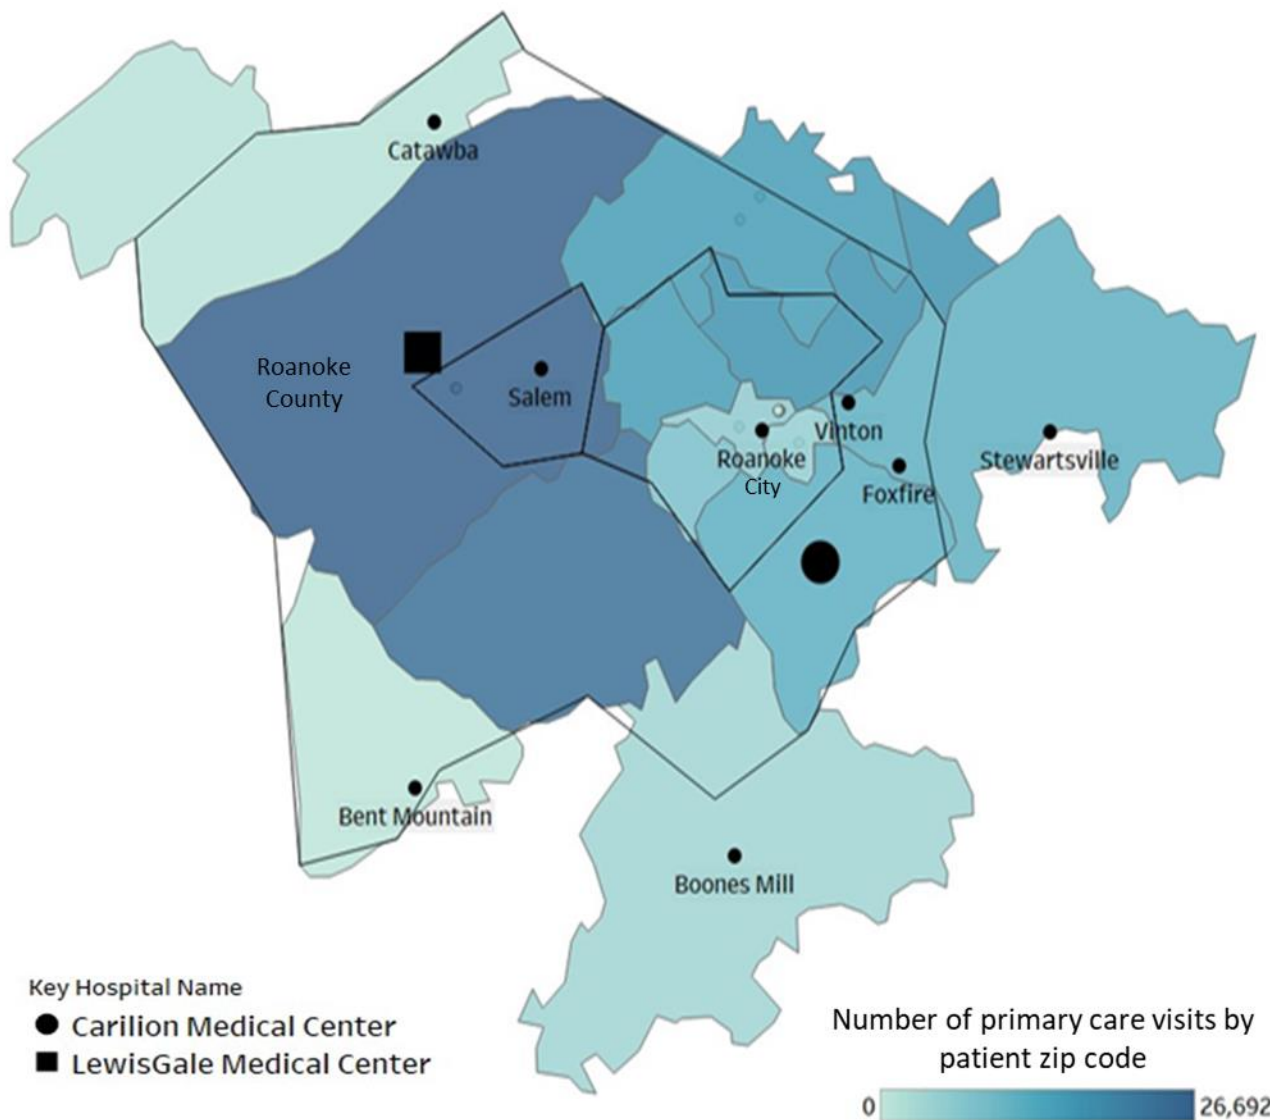 Catawba
Roanoke
County
Salem
Vinton
Roanoke
City
Stewartsville
Foxfire
Bent Mountain
Boones Mill
Key Hospital Name
Carilion Medical Center
LewisGale Medical Center
Number of primary care visits by
patient zip code
0 26,692